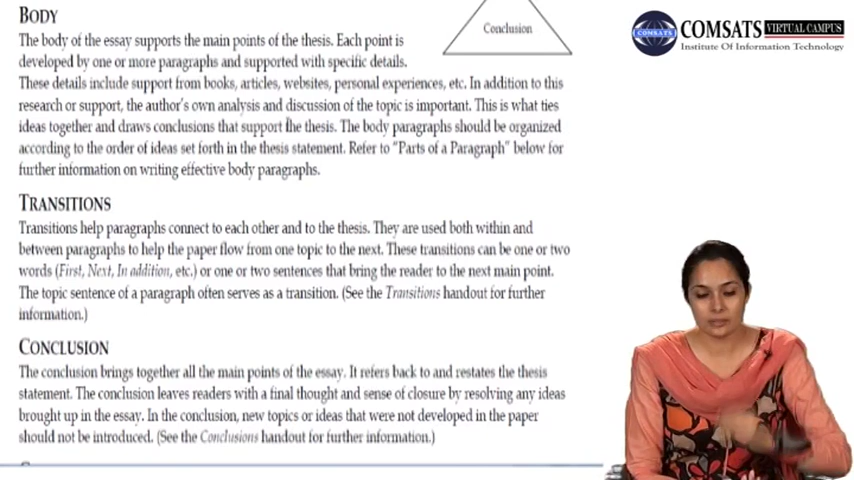 BODY
Conclusion
The body of the essay supports the main points of the thesis. Each point is
developed by one or more paragraphs and supported with specific details.
These details include support from books, articles, websites, personal experiences, etc. In addition to this
research or support, the author's own analysis and discussion of the topic is important. This is what ties
ideas together and draws conclusions that support the thesis. The body paragraphs should be organized
according to the order of ideas set forth in the thesis statement. Refer to “Parts of a Paragraph” below for
further information on writing effective body paragraphs.
TRANSITIONS
Transitions help paragraphs connect to each other and to the thesis. They are used both within and
between paragraphs to help the paper flow from one topic to the next. These transitions can be one or two
words (First, Next, In addition, etc.) or one or two sentences that bring the reader to the next main point.
The topic sentence of a paragraph often serves as a transition. (See the Transitions handout for further
information.)
CONCLUSION
The conclusion brings together all the main points of the essay. It refers back to and restates the thesis
statement. The conclusion leaves readers with a final thought and sense of closure by resolving any ideas
brought up in the essay. In the conclusion, new topics or ideas that were not developed in the paper
should not be introduced. (See the Conclusions handout for further information.)
COMSATS VIRTUAL CAMPUS
COMSATS
Institute Of Information Technology